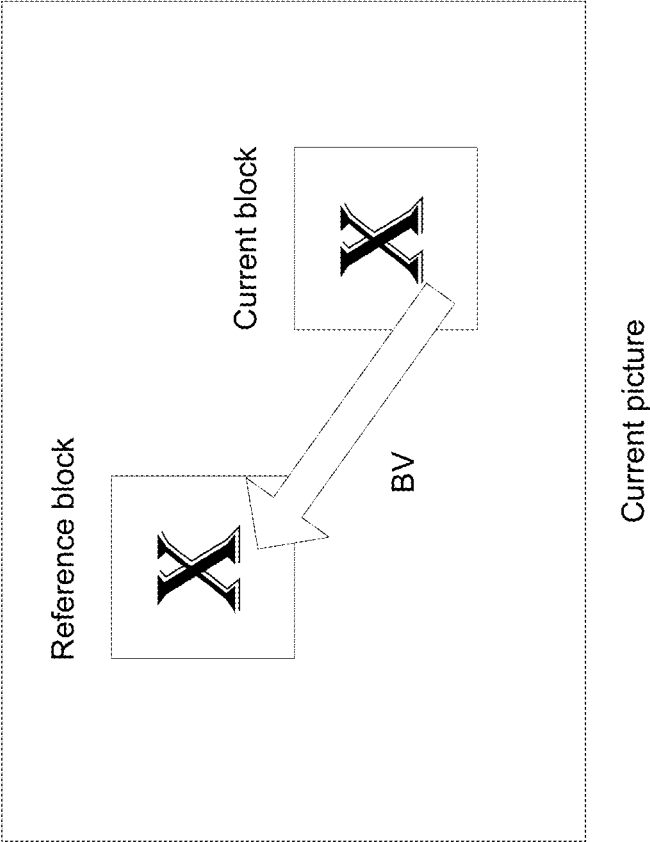 Reference block
X
Current block
X
BV
Current picture